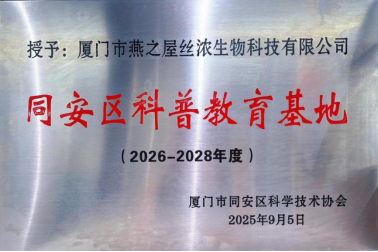 授予：厦门市燕之屋丝浓生物科技有限公司
同安区科普教育基地
（2026-2028年度）
厦门市同安区科学技术协会
2025年9月5日